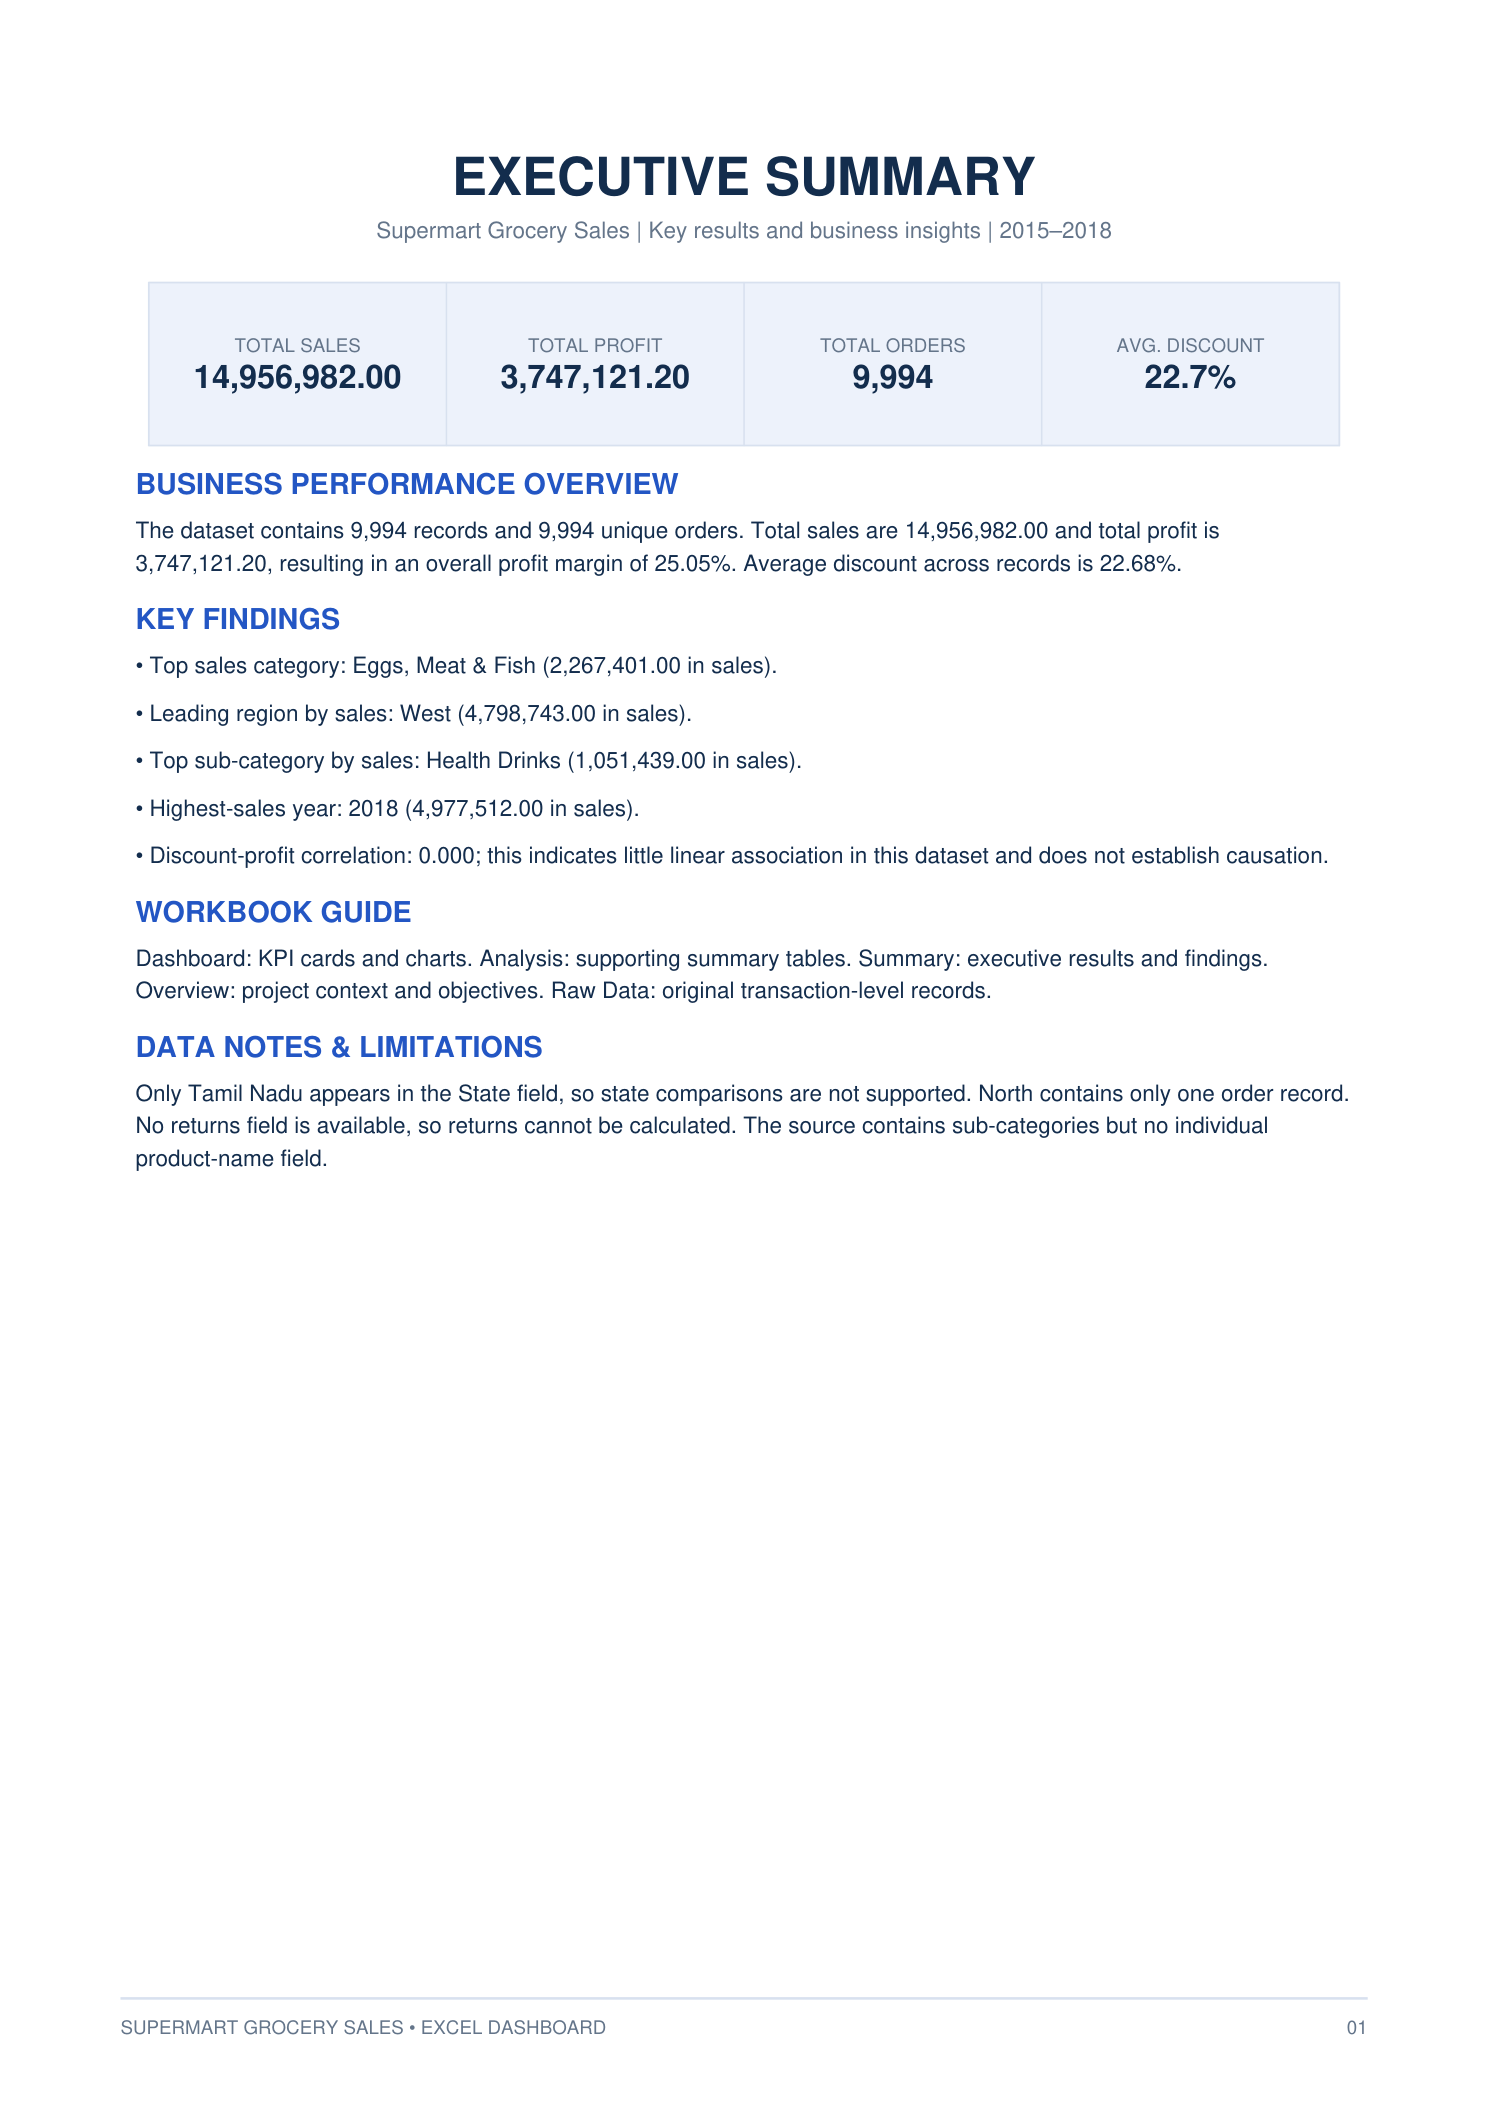 EXECUTIVE SUMMARY
Supermart Grocery Sales | Key results and business insights | 2015–2018
TOTAL SALES
14,956,982.00
TOTAL PROFIT
3,747,121.20
TOTAL ORDERS
9,994
AVG. DISCOUNT
22.7%
BUSINESS PERFORMANCE OVERVIEW
The dataset contains 9,994 records and 9,994 unique orders. Total sales are 14,956,982.00 and total profit is
3,747,121.20, resulting in an overall profit margin of 25.05%. Average discount across records is 22.68%.
KEY FINDINGS
• Top sales category: Eggs, Meat & Fish (2,267,401.00 in sales).
• Leading region by sales: West (4,798,743.00 in sales).
• Top sub-category by sales: Health Drinks (1,051,439.00 in sales).
• Highest-sales year: 2018 (4,977,512.00 in sales).
• Discount-profit correlation: 0.000; this indicates little linear association in this dataset and does not establish causation.
WORKBOOK GUIDE
Dashboard: KPI cards and charts. Analysis: supporting summary tables. Summary: executive results and findings.
Overview: project context and objectives. Raw Data: original transaction-level records.
DATA NOTES & LIMITATIONS
Only Tamil Nadu appears in the State field, so state comparisons are not supported. North contains only one order record.
No returns field is available, so returns cannot be calculated. The source contains sub-categories but no individual
product-name field.
SUPERMART GROCERY SALES • EXCEL DASHBOARD
01